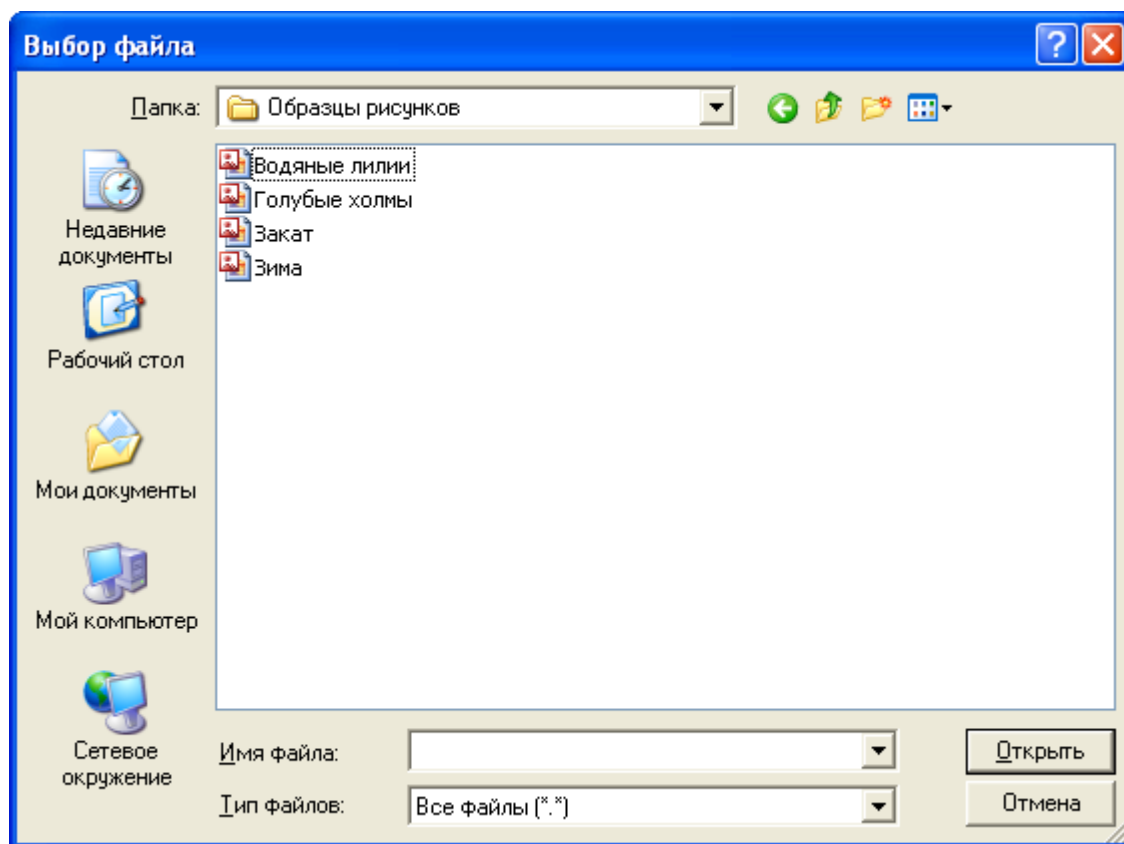 Выбор файла
Папка: Образцы рисунков
Водяные лилии
Голубые холмы
Закат
Зима
Недавние
документы
Рабочий стол
Мои документы
Мой компьютер
Сетевое
окружение
Имя файла:
Открыть
Тип файлов: Все файлы (*.*)
Отмена